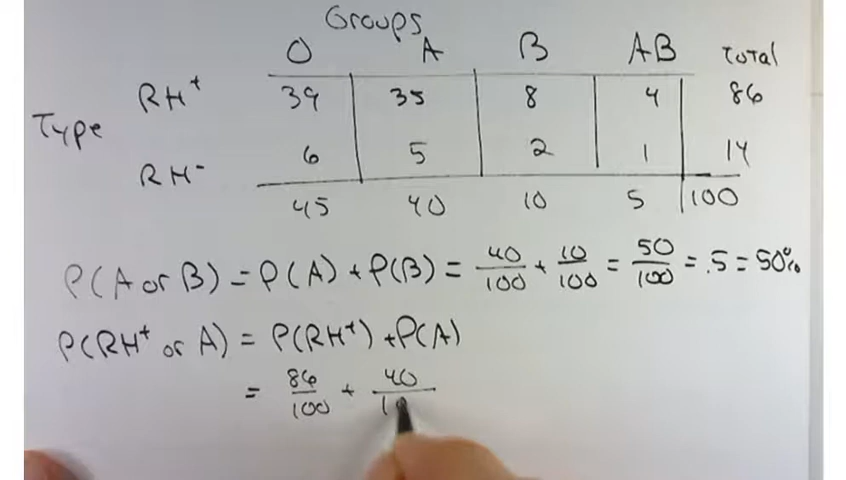 Groups
O A B AB Total
RH+ 39 35 8 4 86
Type
RH- 6 5 2 1 14
45 40 10 5 100
P(A or B) = P(A) + P(B) = 40/100 + 10/100 = 50/100 = .5 = 50%
P(RH+ or A) = P(RH+) + P(A)
= 86/100 + 40/10